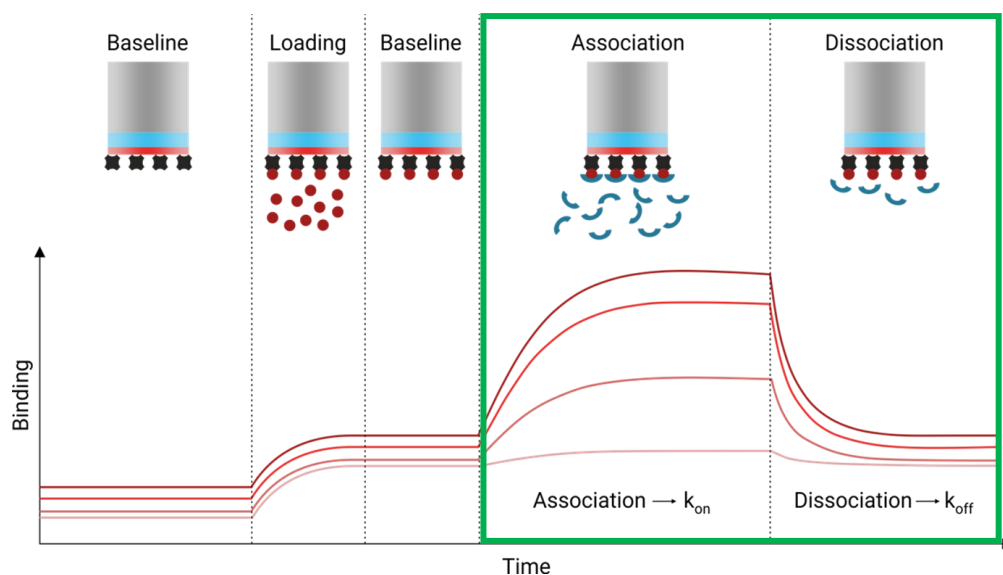 Baseline
Loading
Baseline
Association
Dissociation
Binding
Association → kon
Dissociation → koff
Time